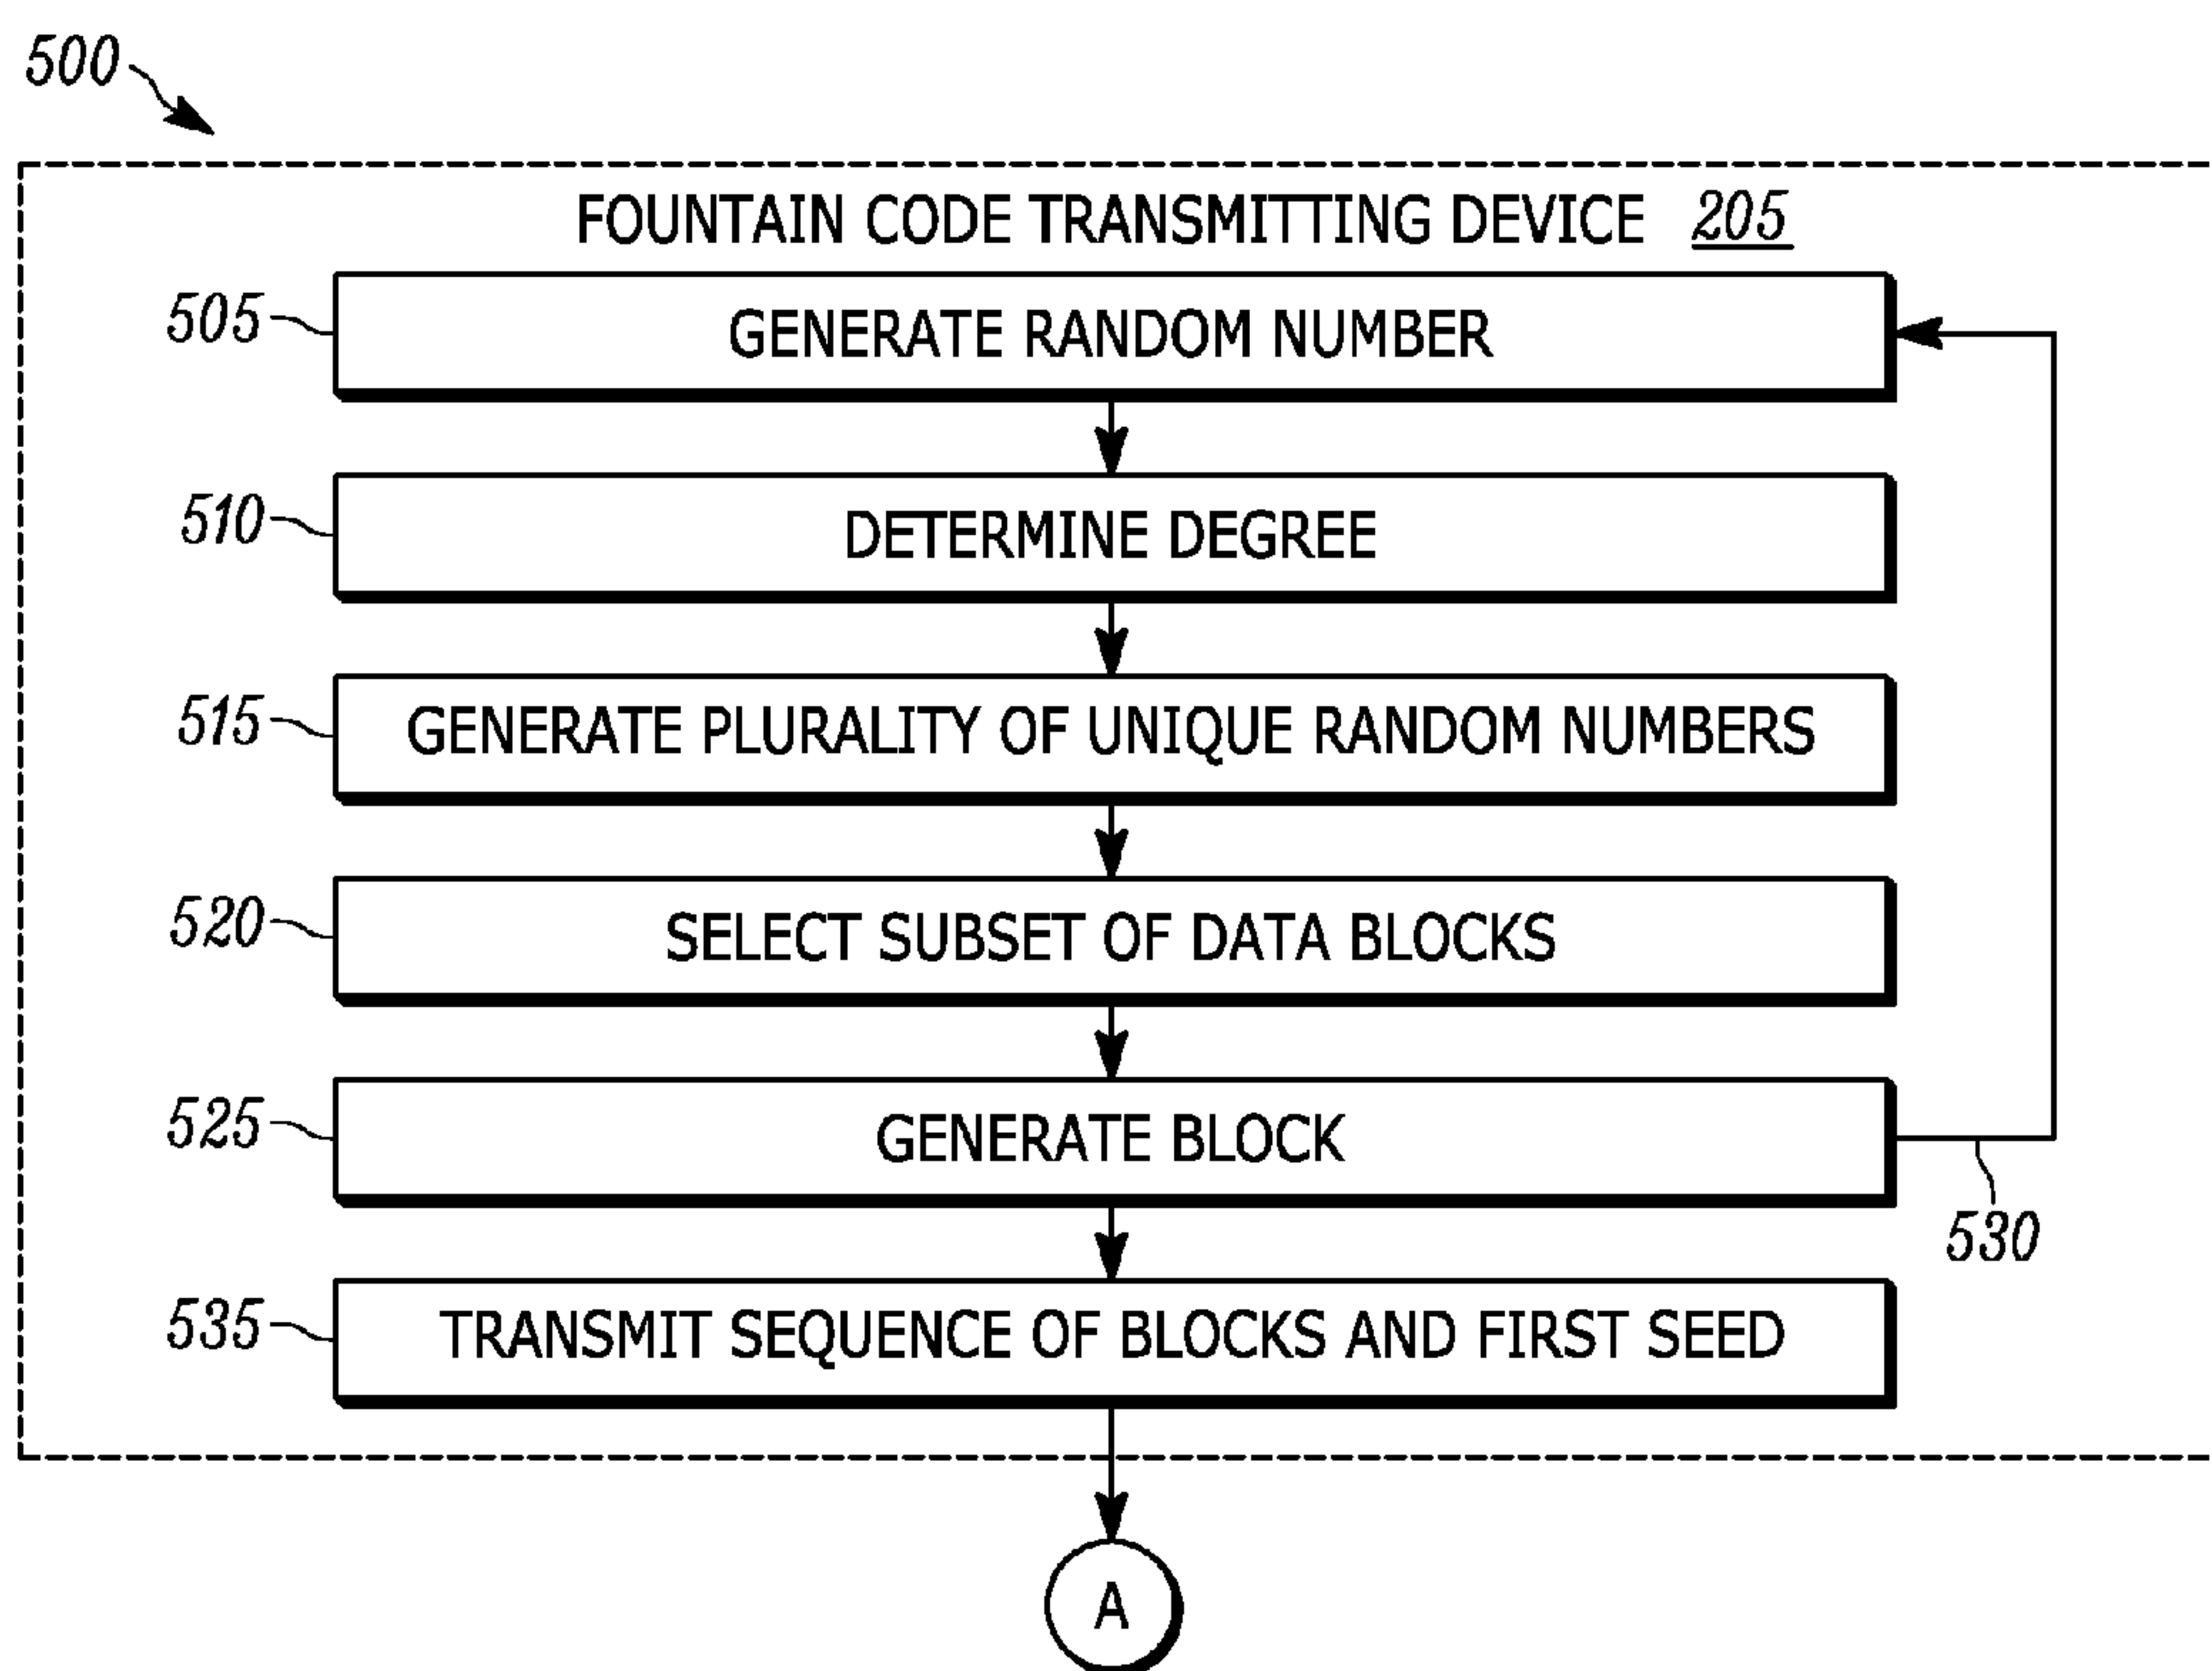 500
FOUNTAIN CODE TRANSMITTING DEVICE 205
505 GENERATE RANDOM NUMBER
510 DETERMINE DEGREE
515 GENERATE PLURALITY OF UNIQUE RANDOM NUMBERS
520 SELECT SUBSET OF DATA BLOCKS
525 GENERATE BLOCK
530
535 TRANSMIT SEQUENCE OF BLOCKS AND FIRST SEED
A